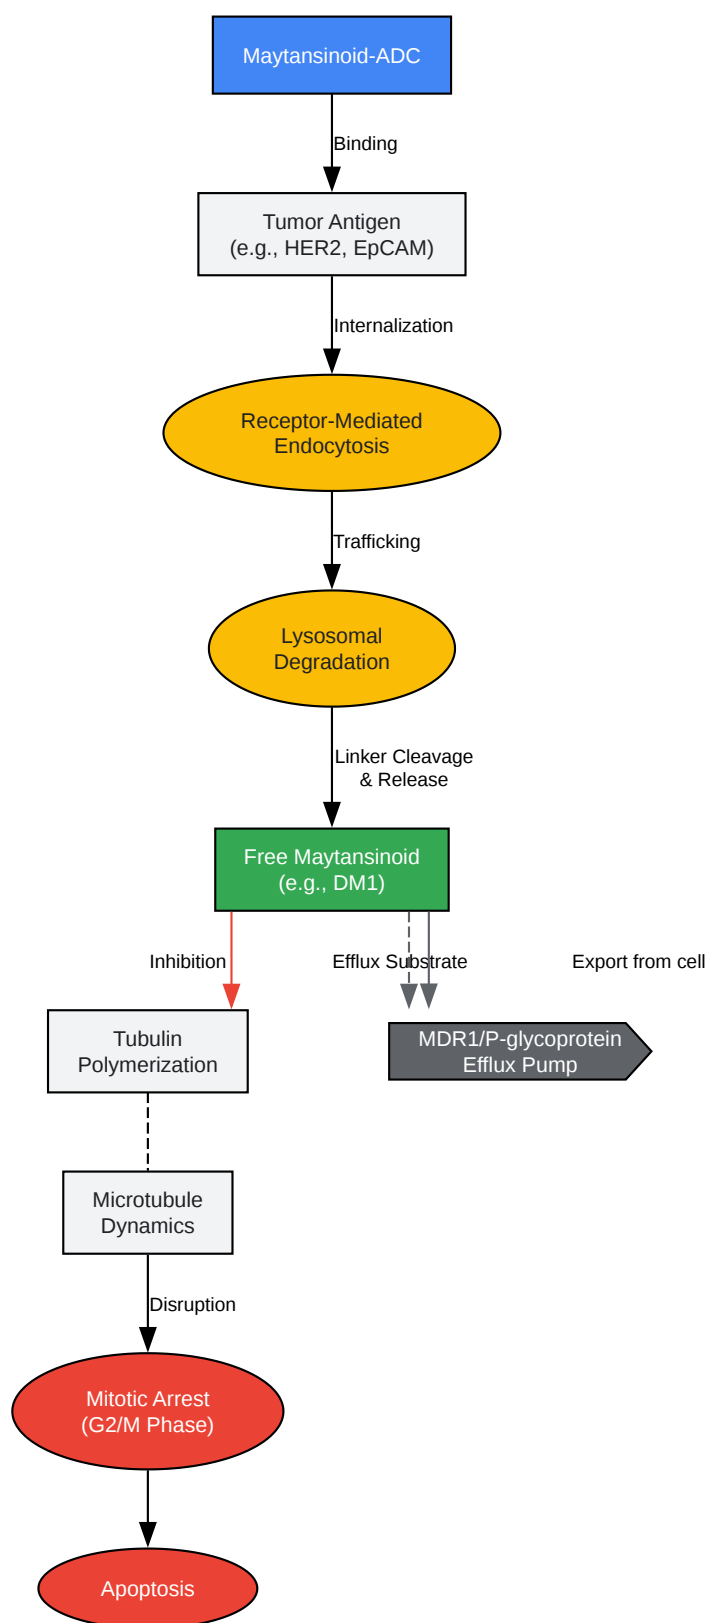 Maytansinoid-ADC
Binding
Tumor Antigen
(e.g., HER2, EpCAM)
Internalization
Receptor-Mediated
Endocytosis
Trafficking
Lysosomal
Degradation
Linker Cleavage
& Release
Free Maytansinoid
(e.g., DM1)
Inhibition
Efflux Substrate
Export from cell
Tubulin
Polymerization
MDR1/P-glycoprotein
Efflux Pump
Microtubule
Dynamics
Disruption
Mitotic Arrest
(G2/M Phase)
Apoptosis